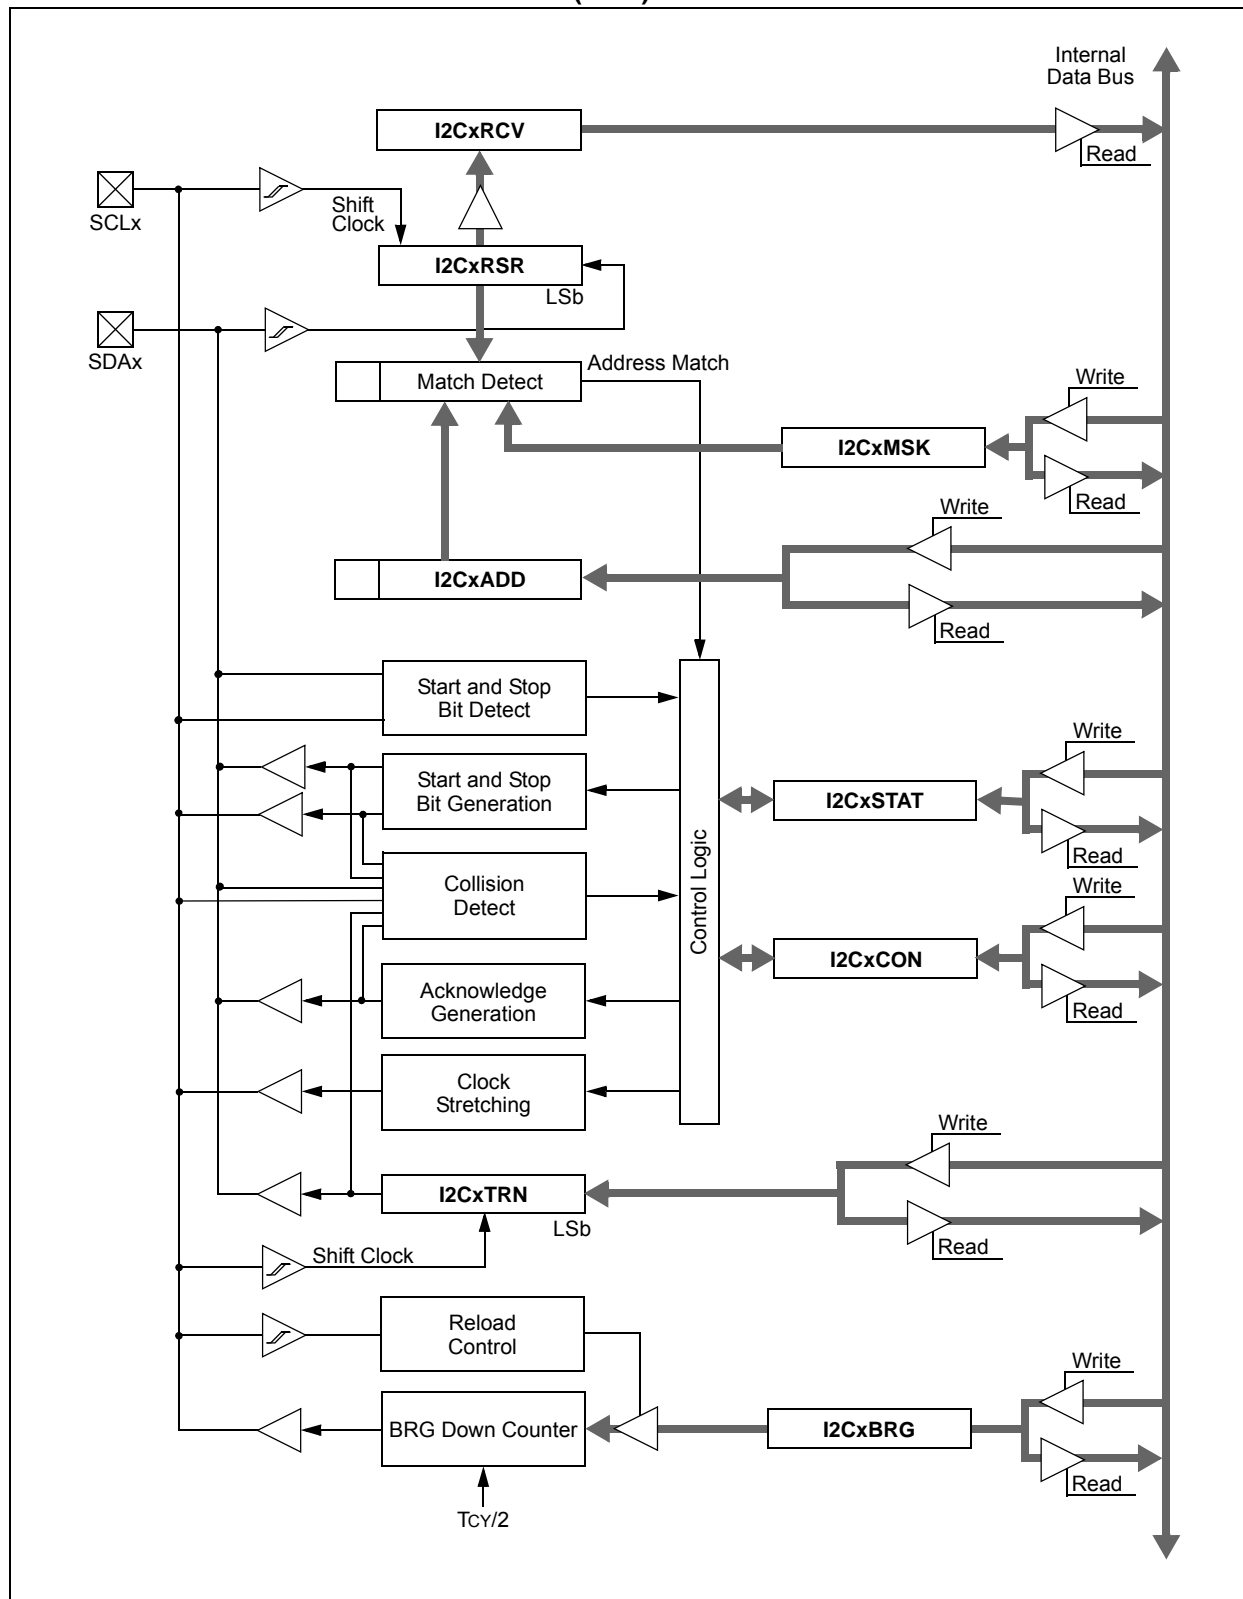 Internal
Data Bus
I2CxRCV
Read
SCLx
Shift
Clock
I2CxRSR
LSb
SDAx
Address Match
Match Detect
Write
I2CxMSK
Read
Write
I2CxADD
Read
Start and Stop
Bit Detect
Write
Start and Stop
Bit Generation
I2CxSTAT
Read
Control Logic
Collision
Detect
Write
I2CxCON
Read
Acknowledge
Generation
Clock
Stretching
Write
I2CxTRN
LSb
Read
Shift Clock
Reload
Control
Write
BRG Down Counter
I2CxBRG
Read
TCY/2